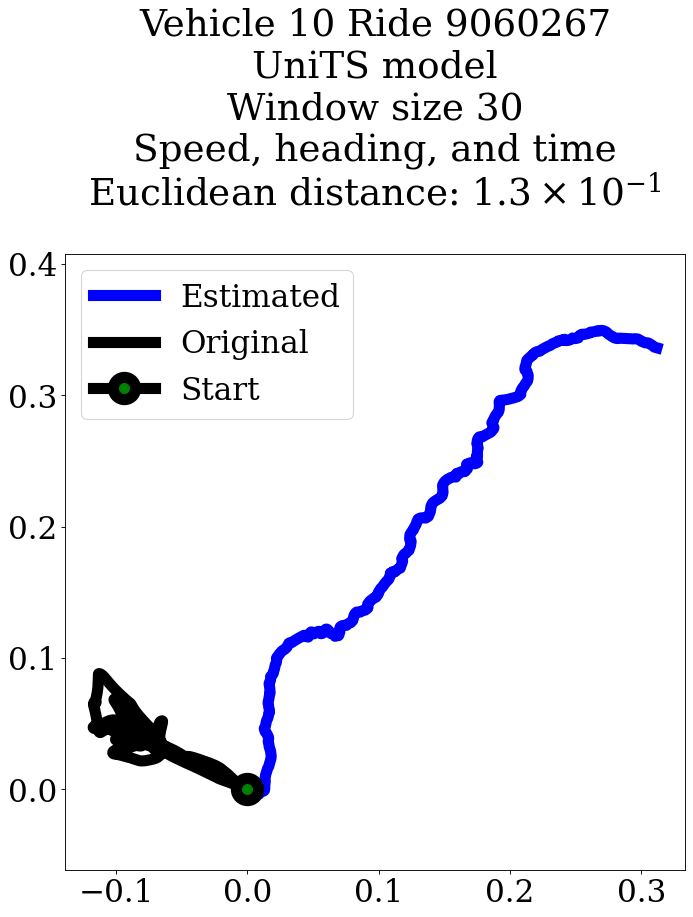 Vehicle 10 Ride 9060267
UniTS model
Window size 30
Speed, heading, and time
Euclidean distance: 1.3 × 10⁻¹
Estimated
Original
Start
0.4
0.3
0.2
0.1
0.0
−0.1 0.0 0.1 0.2 0.3